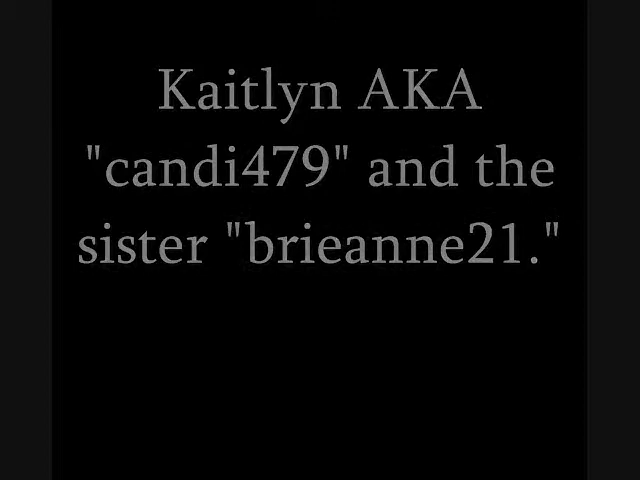 Kaitlyn AKA
"candi479" and the
sister "brieanne21."